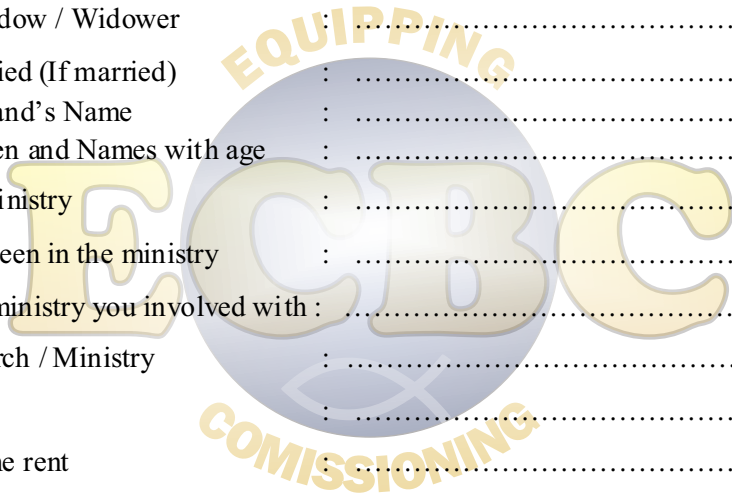 EQUIPPING
dow / Widower : ........................................................
ied (If married) : ........................................................
and's Name : ........................................................
en and Names with age : ........................................................
inistry : ........................................................
ECBC
een in the ministry : ........................................................
ministry you involved with : ........................................................
rch / Ministry : ........................................................
: ........................................................
COMISSIONING
ne rent : ........................................................